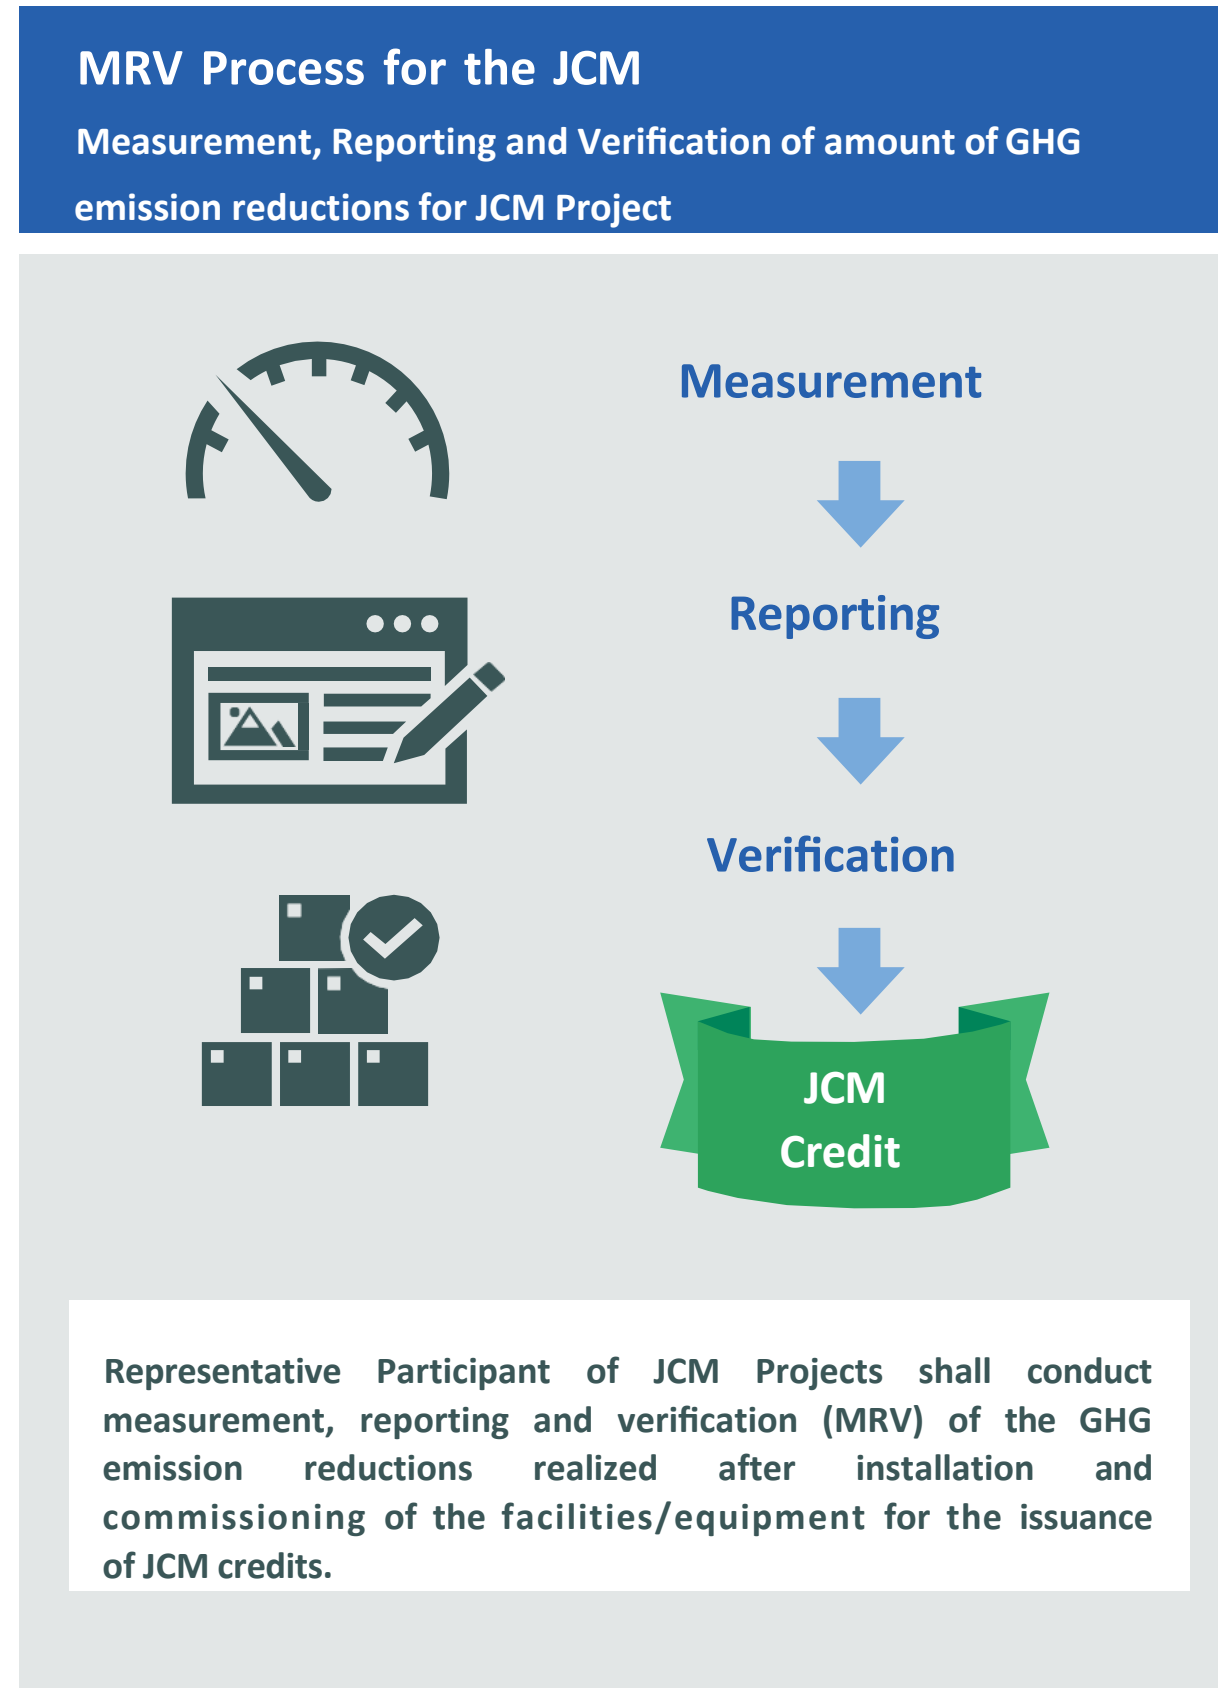 MRV Process for the JCM
Measurement, Reporting and Verification of amount of GHG
emission reductions for JCM Project
Measurement
Reporting
Verification
JCM
Credit
Representative Participant of JCM Projects shall conduct
measurement, reporting and verification (MRV) of the GHG
emission reductions realized after installation and
commissioning of the facilities/equipment for the issuance
of JCM credits.